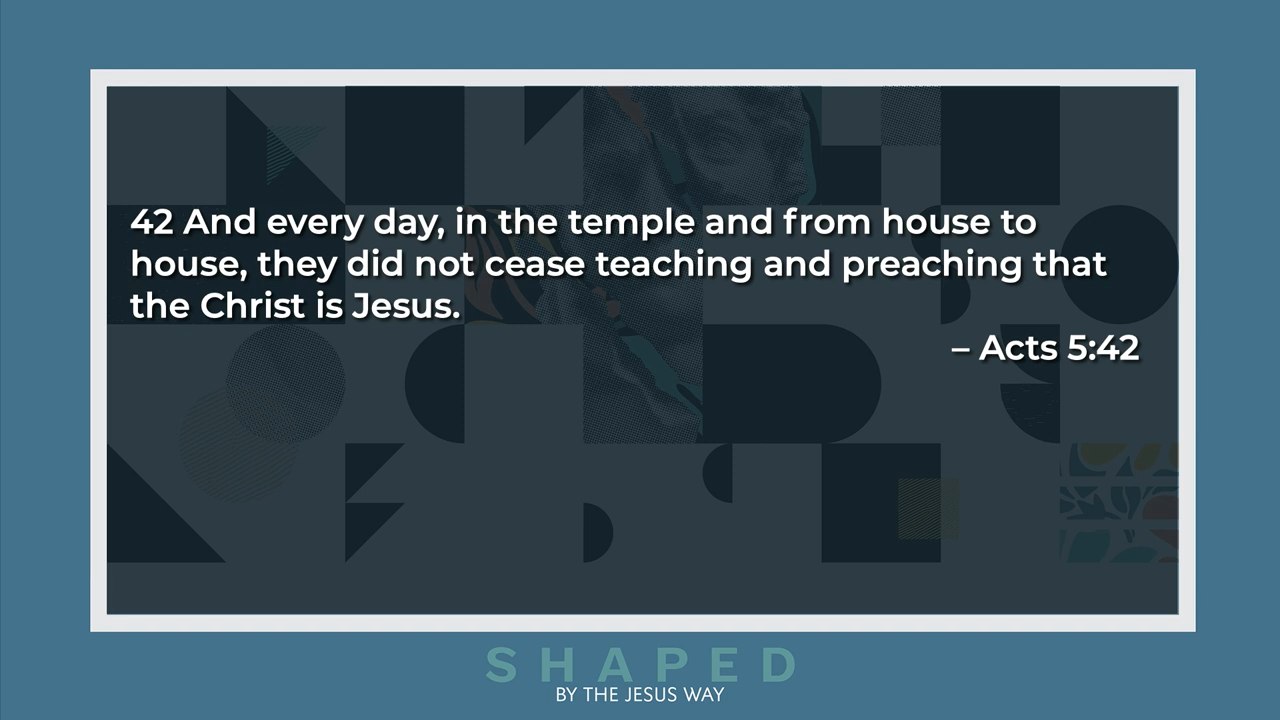 42 And every day, in the temple and from house to
house, they did not cease teaching and preaching that
the Christ is Jesus.
– Acts 5:42
SHAPED
BY THE JESUS WAY